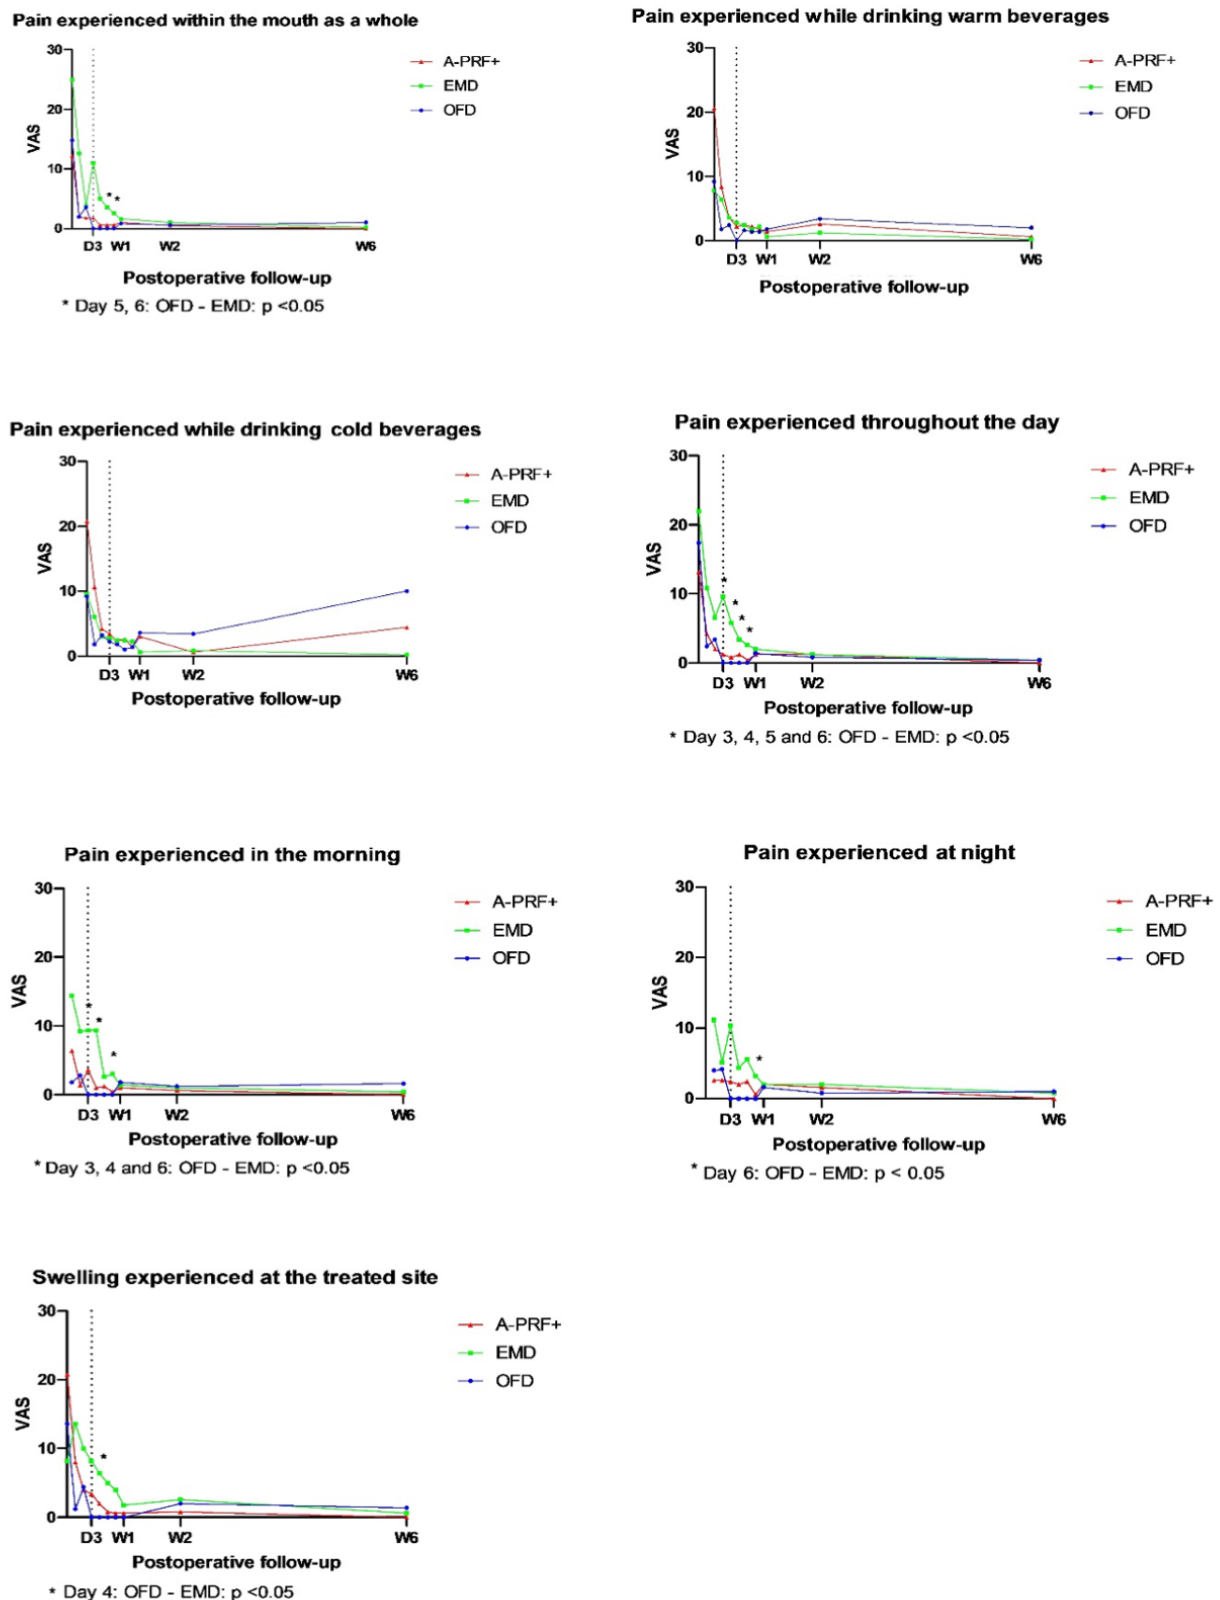 Pain experienced within the mouth as a whole
30
20
10
0
VAS
D3 W1 W2 W6
Postoperative follow-up
A-PRF+
EMD
OFD
* *
* Day 5, 6: OFD - EMD: p <0.05
Pain experienced while drinking warm beverages
30
20
10
0
VAS
D3 W1 W2 W6
Postoperative follow-up
A-PRF+
EMD
OFD
Pain experienced while drinking cold beverages
30
20
10
0
VAS
D3 W1 W2 W6
Postoperative follow-up
A-PRF+
EMD
OFD
Pain experienced throughout the day
30
20
10
0
VAS
D3 W1 W2 W6
Postoperative follow-up
A-PRF+
EMD
OFD
* * * *
* Day 3, 4, 5 and 6: OFD - EMD: p <0.05
Pain experienced in the morning
30
20
10
0
VAS
D3 W1 W2 W6
Postoperative follow-up
A-PRF+
EMD
OFD
* * *
* Day 3, 4 and 6: OFD - EMD: p <0.05
Pain experienced at night
30
20
10
0
VAS
D3 W1 W2 W6
Postoperative follow-up
A-PRF+
EMD
OFD
*
* Day 6: OFD - EMD: p < 0.05
Swelling experienced at the treated site
30
20
10
0
VAS
D3 W1 W2 W6
Postoperative follow-up
A-PRF+
EMD
OFD
*
* Day 4: OFD - EMD: p <0.05